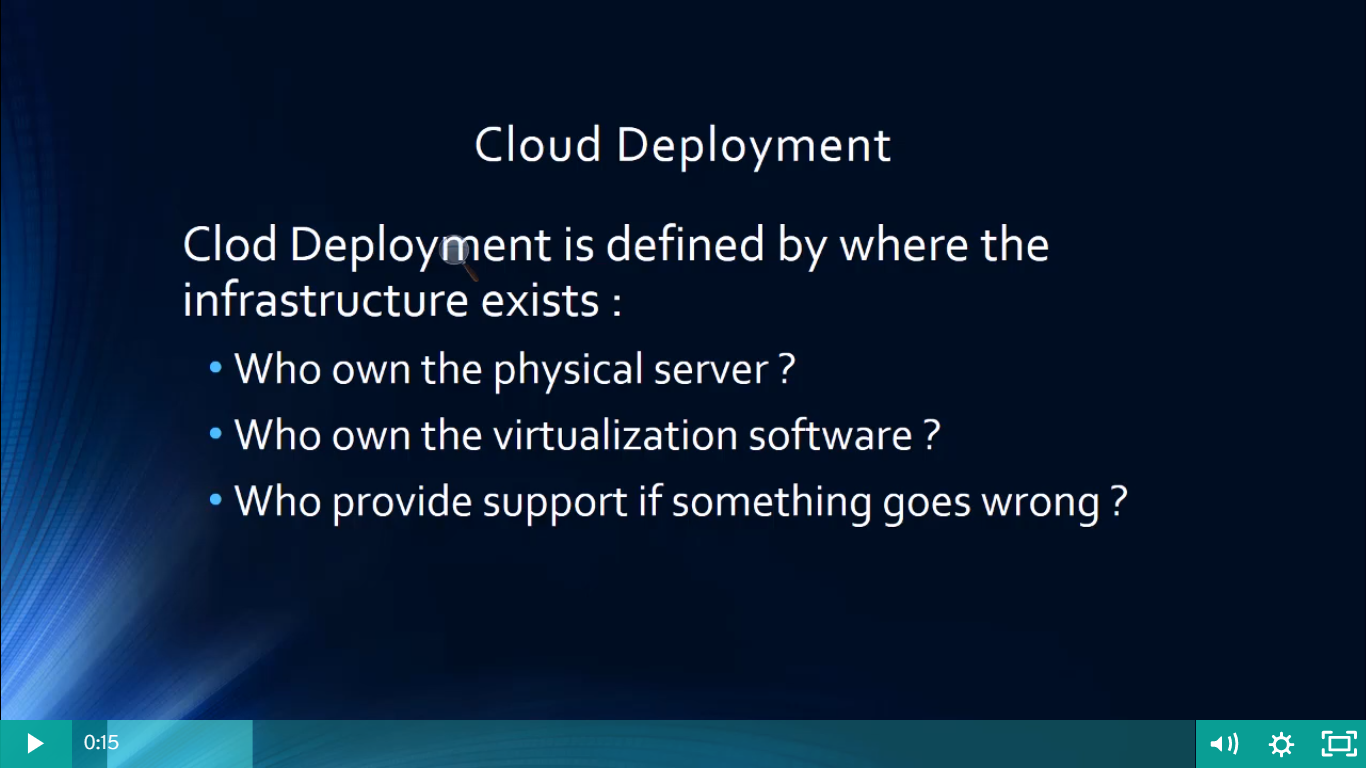 Cloud Deployment
Clod Deployment is defined by where the
infrastructure exists :
• Who own the physical server ?
• Who own the virtualization software ?
• Who provide support if something goes wrong ?
0:15